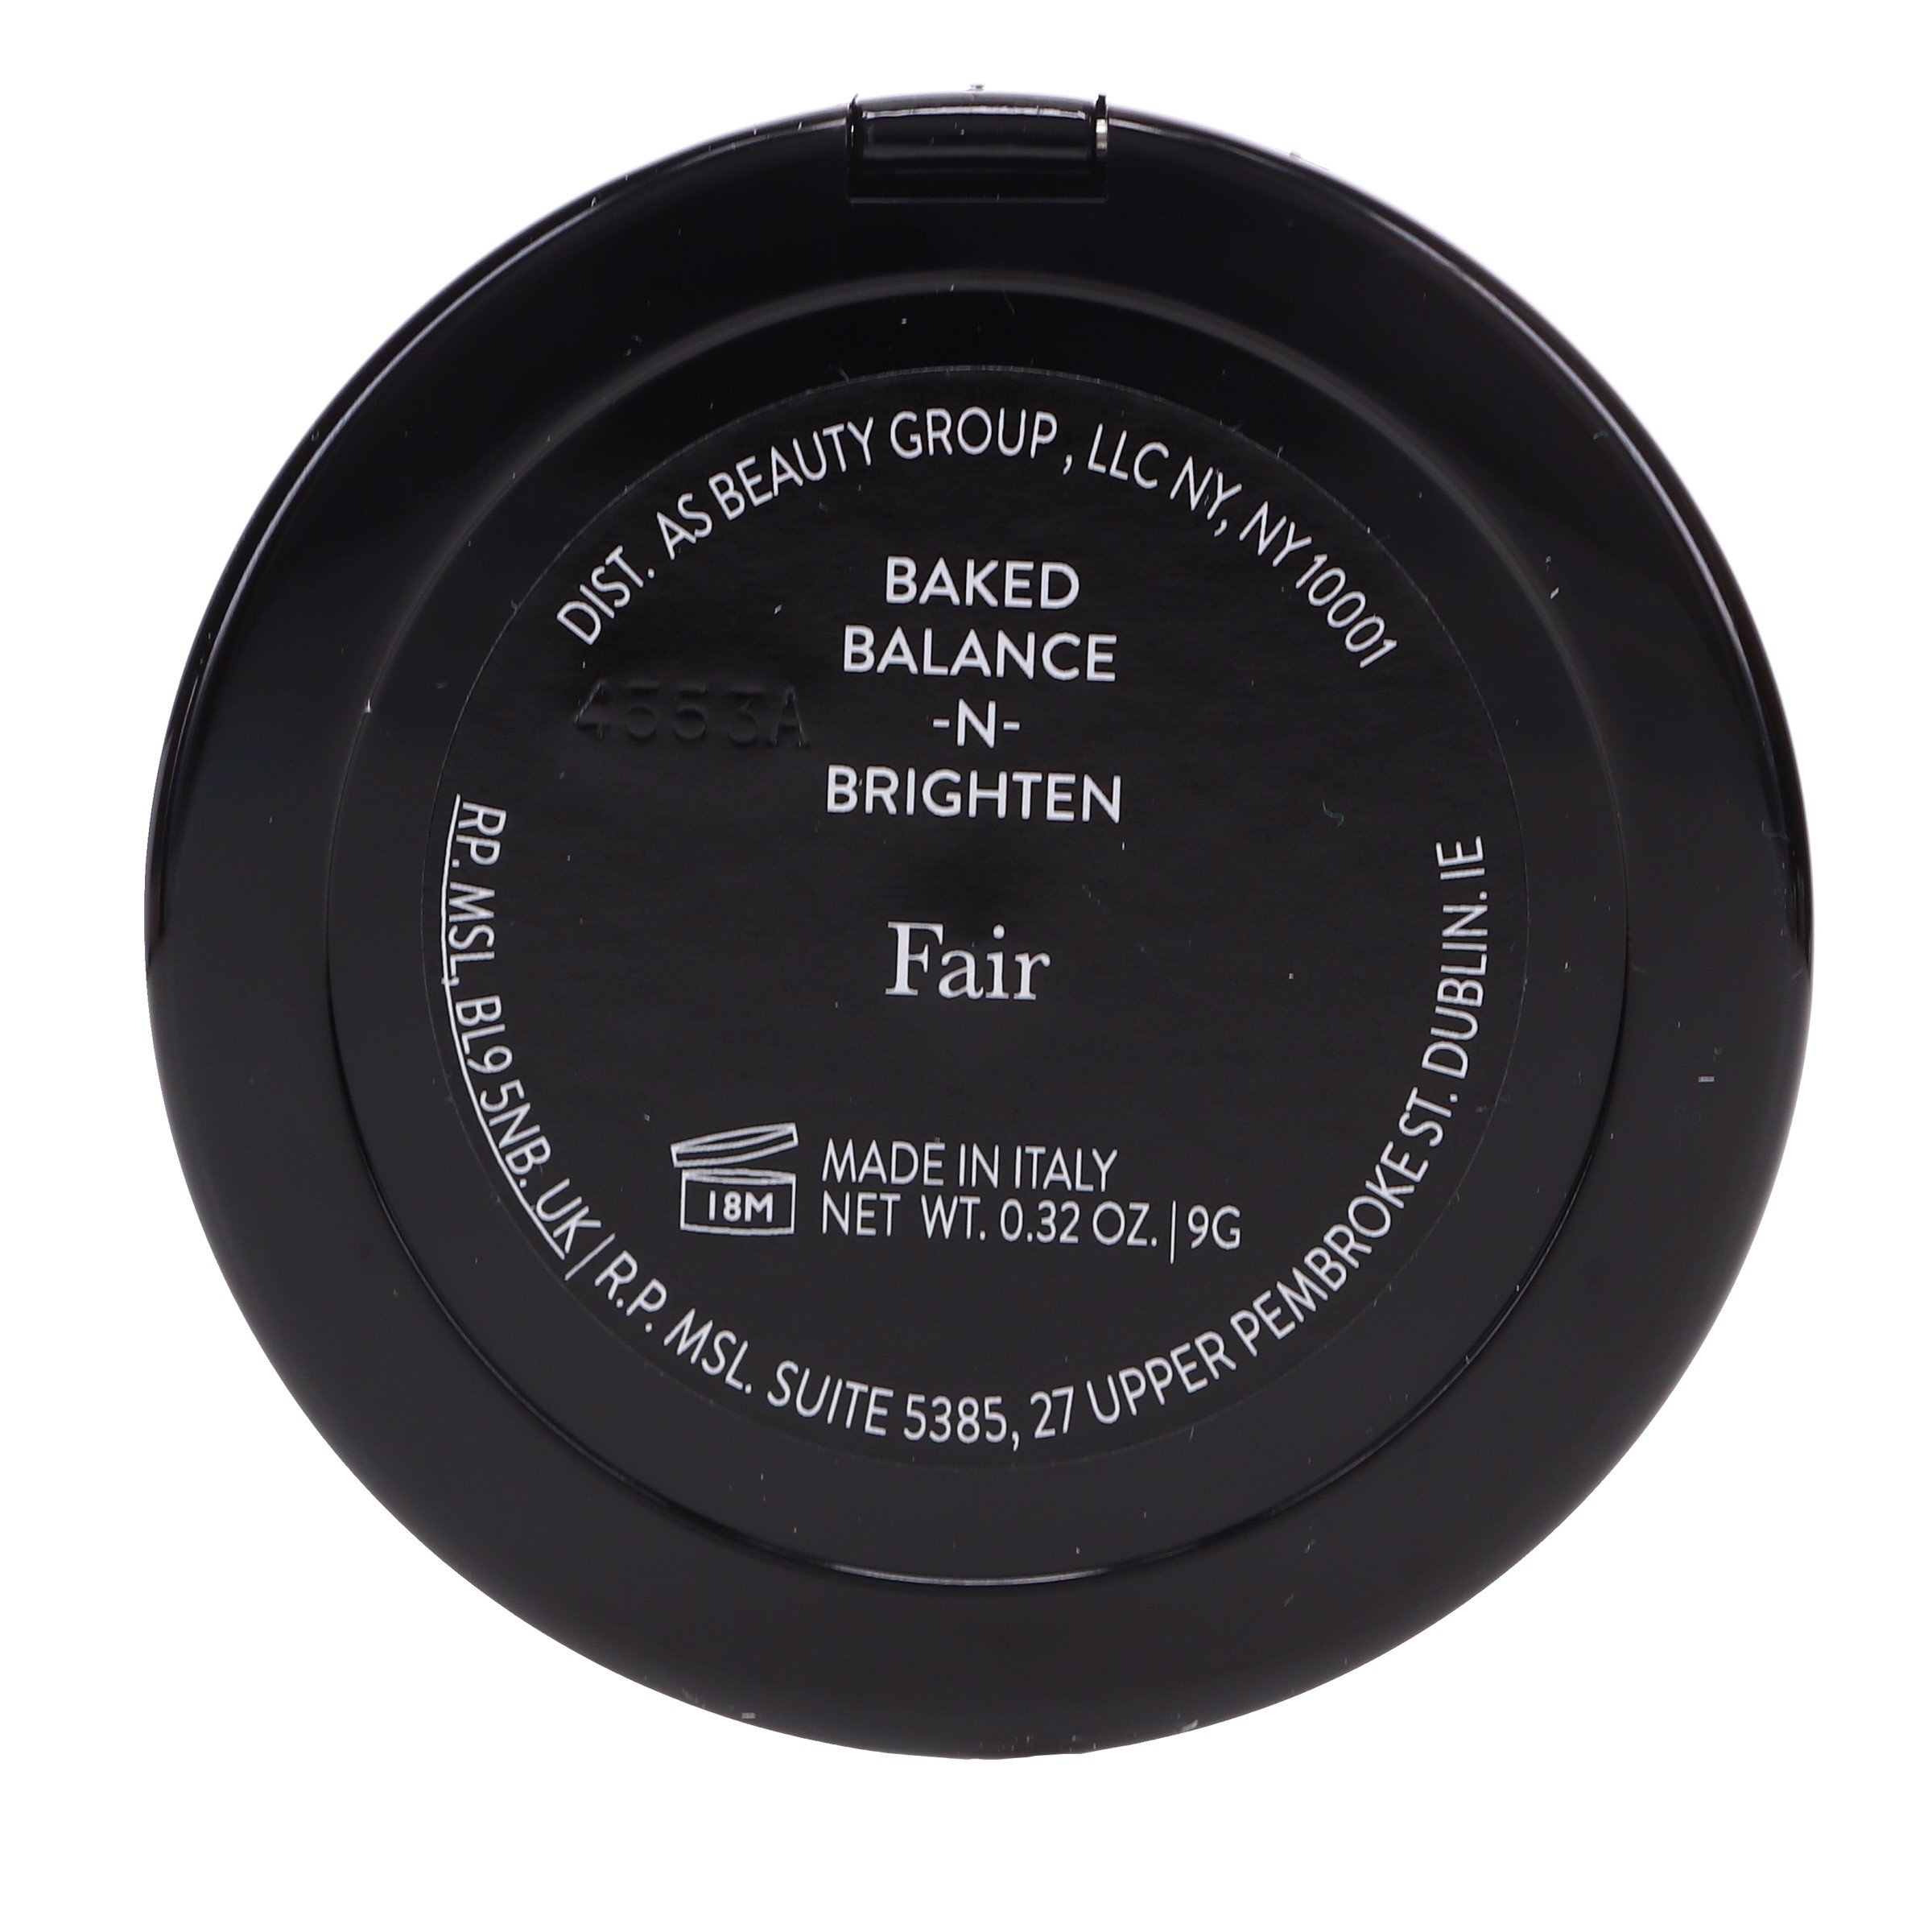 DIST. AS BEAUTY GROUP, LLC NY, NY 10001
BAKED
BALANCE
-N-
BRIGHTEN
Fair
18M
MADE IN ITALY
NET WT. 0.32 OZ. | 9G
RP. MSL, BL9 5NB. UK | R.P. MSL. SUITE 5385, 27 UPPER PEMBROKE ST. DUBLIN. IE